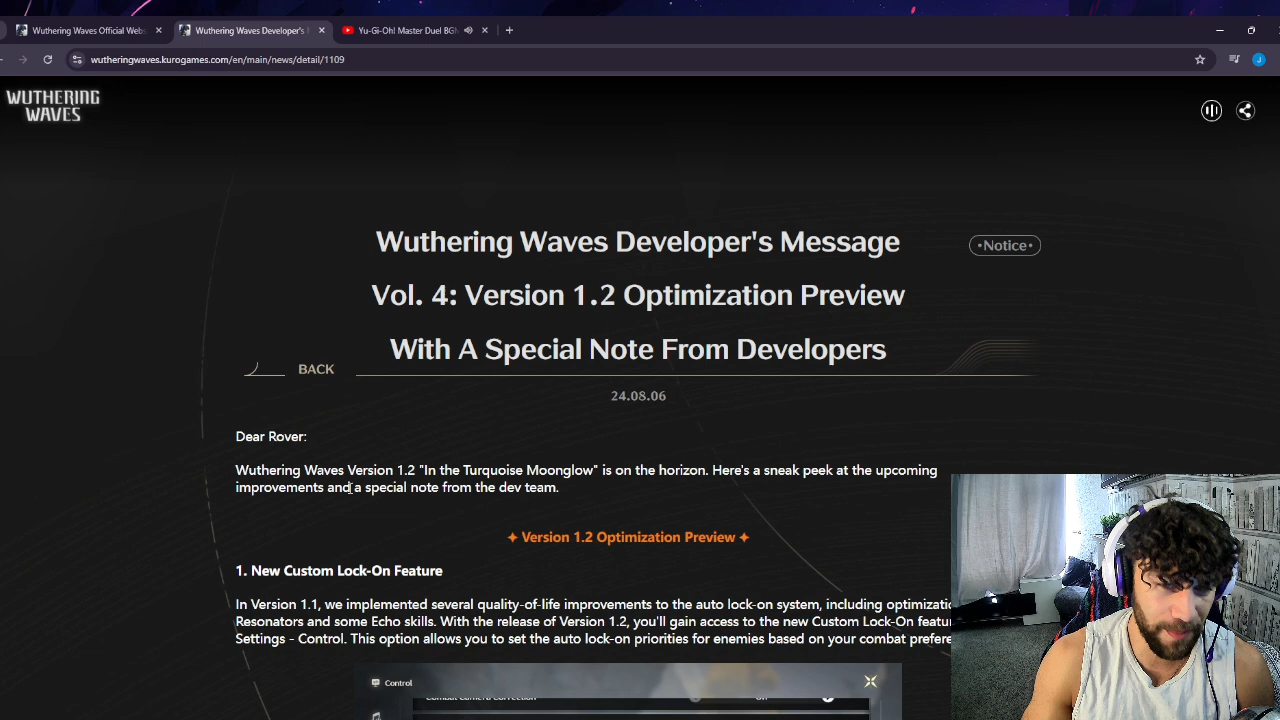 Wuthering Waves Official Web
Wuthering Waves Developer's
Yu-Gi-Oh! Master Duel BG
wutheringwaves.kurogames.com/en/main/news/detail/1109
J
WUTHERING
WAVES
Wuthering Waves Developer's Message
•Notice•
Vol. 4: Version 1.2 Optimization Preview
With A Special Note From Developers
BACK
24.08.06
Dear Rover:
Wuthering Waves Version 1.2 "In the Turquoise Moonglow" is on the horizon. Here's a sneak peek at the upcoming
improvements and a special note from the dev team.
✦ Version 1.2 Optimization Preview ✦
1. New Custom Lock-On Feature
In Version 1.1, we implemented several quality-of-life improvements to the auto lock-on system, including
Resonators and some Echo skills. With the release of Version 1.2, you'll gain access to the new Custom Lock-On
Settings - Control. This option allows you to set the auto lock-on priorities for enemies based on your combat
Control